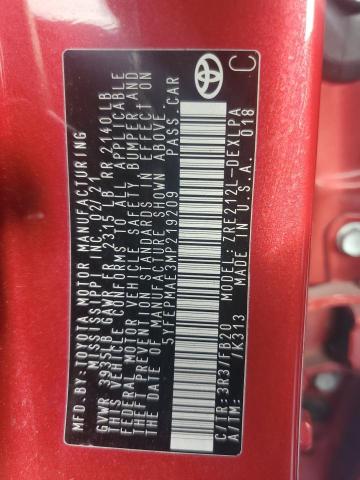 MFD.BY:TOYOTA MOTOR MANUFACTURING
MISSISSIPPI INC. 02/21
GVWR 3935LB GAWR FR 2315 LB RR 2140LB
THIS VEHICLE CONFORMS TO ALL APPLICABLE
FEDERAL MOTOR VEHICLE SAFETY BUMPER AND
THEFT PREVENTION STANDARDS IN EFFECT ON
THE DATE OF MANUFACTURE SHOWN ABOVE.
5YFEPMAE3MP219209 PASS.CAR
C
C/TR:3R3/FB20 ZRE212L-DEXLPA
A/TM: /K313 MADE IN U.S.A. 018